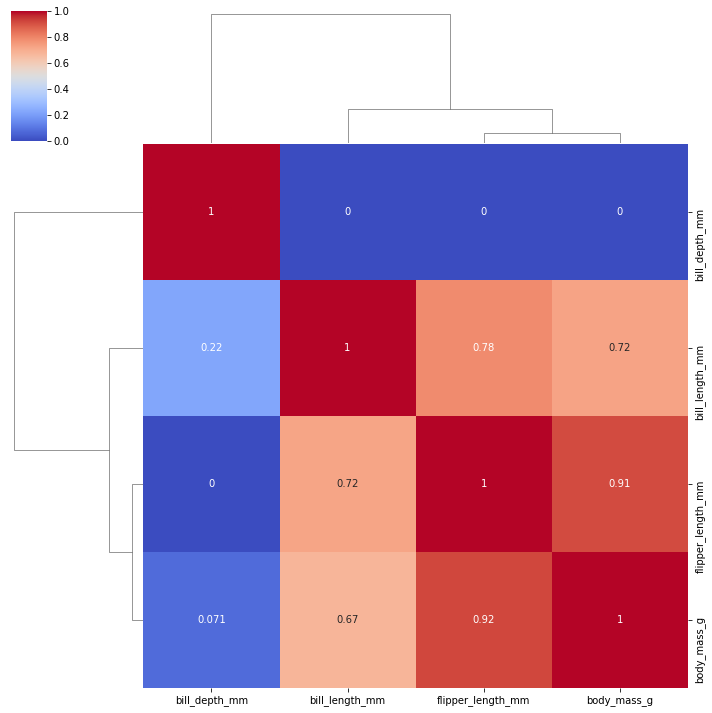 1.0
0.8
0.6
0.4
0.2
0.0
1 0 0 0
bill_depth_mm
0.22 1 0.78 0.72
bill_length_mm
0 0.72 1 0.91
flipper_length_mm
0.071 0.67 0.92 1
body_mass_g
bill_depth_mm bill_length_mm flipper_length_mm body_mass_g